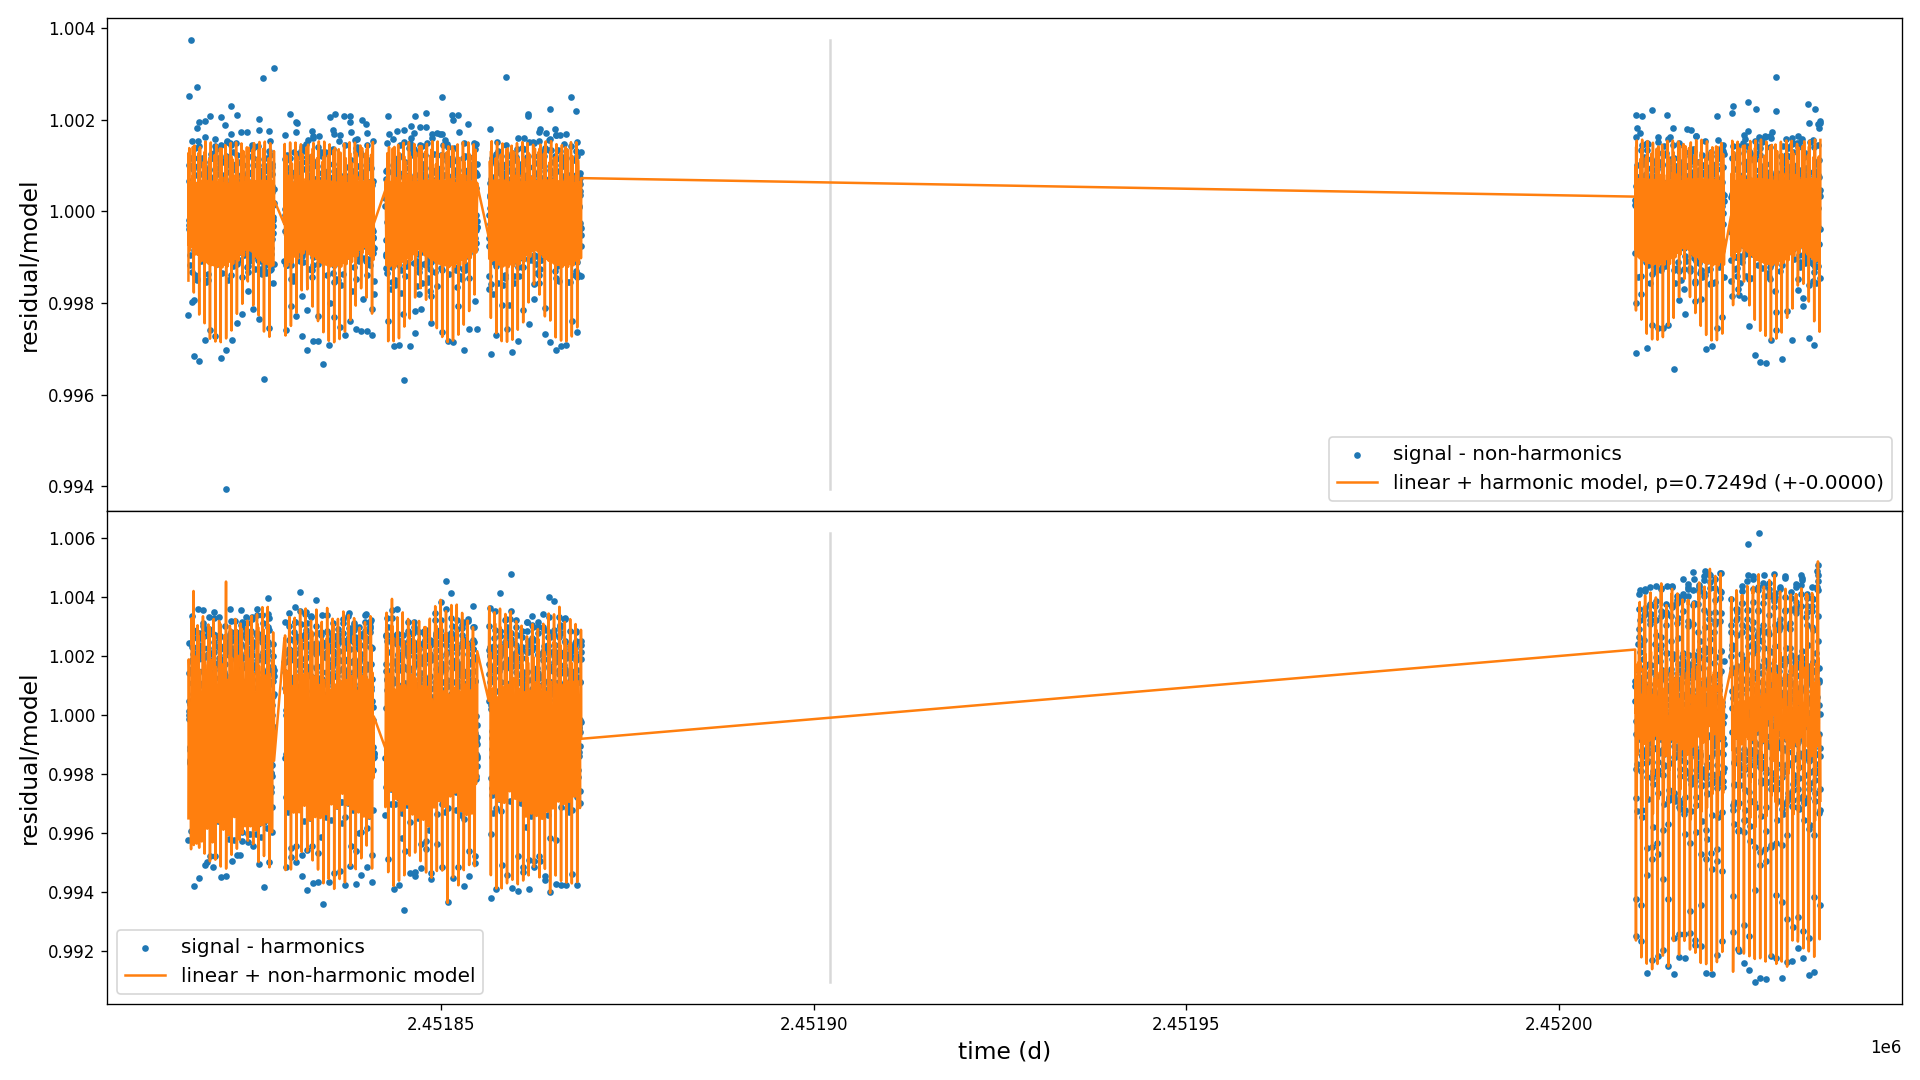 1.004
1.002
1.000
0.998
0.996
0.994
residual/model
signal - non-harmonics
linear + harmonic model, p=0.7249d (+-0.0000)
1.006
1.004
1.002
1.000
0.998
0.996
0.994
0.992
residual/model
signal - harmonics
linear + non-harmonic model
2.45185
2.45190
2.45195
2.45200
1e6
time (d)